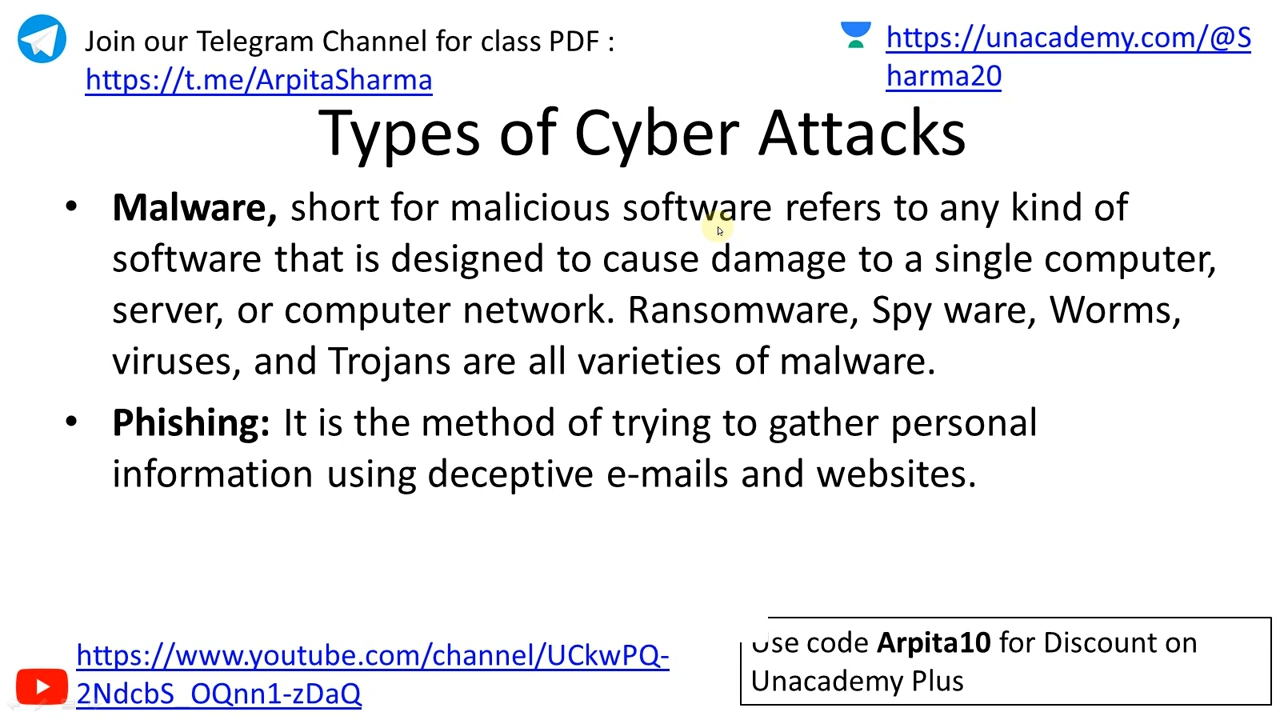 Join our Telegram Channel for class PDF :
https://t.me/ArpitaSharma
https://unacademy.com/@S
harma20
Types of Cyber Attacks
• Malware, short for malicious software refers to any kind of
software that is designed to cause damage to a single computer,
server, or computer network. Ransomware, Spy ware, Worms,
viruses, and Trojans are all varieties of malware.
• Phishing: It is the method of trying to gather personal
information using deceptive e-mails and websites.
https://www.youtube.com/channel/UCkwPQ-
2NdcbS_OQnn1-zDaQ
Use code Arpita10 for Discount on
Unacademy Plus